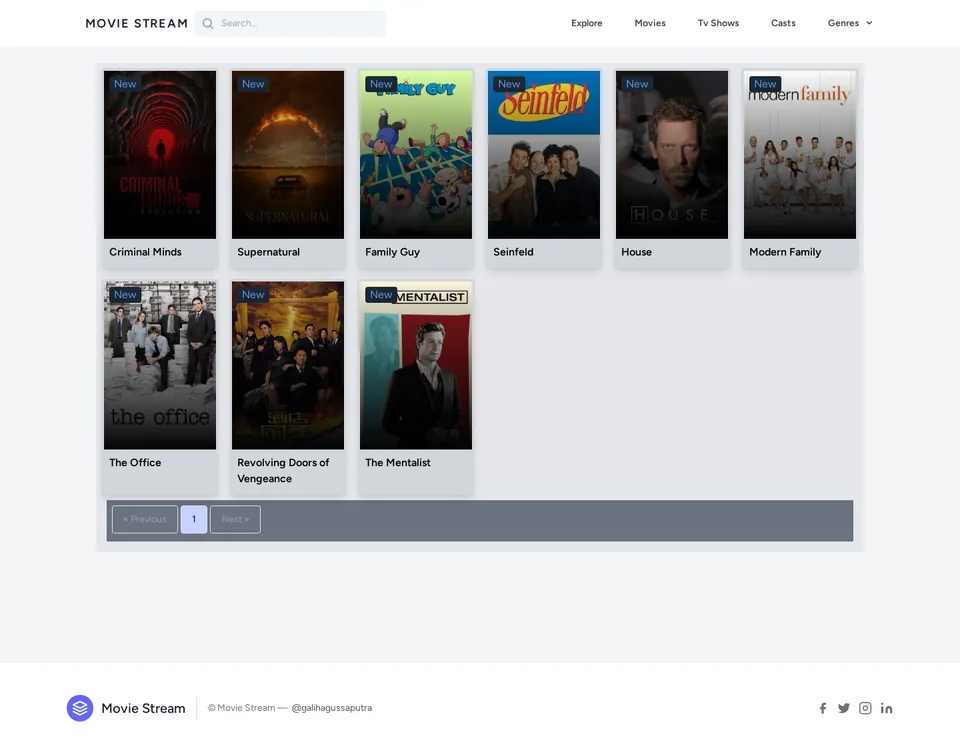 MOVIE STREAM
Search...
Explore
Movies
Tv Shows
Casts
Genres
New
New
New
New
New
New
CRIMINAL
MINDS
EVOLUTION
SUPERNATURAL
FAMILY GUY
Seinfeld
HOUSE
modern family
Criminal Minds
Supernatural
Family Guy
Seinfeld
House
Modern Family
New
New
New
MENTALIST
the office
The Office
Revolving Doors of
Vengeance
The Mentalist
« Previous
1
Next »
Movie Stream
© Movie Stream — @galihagussaputra